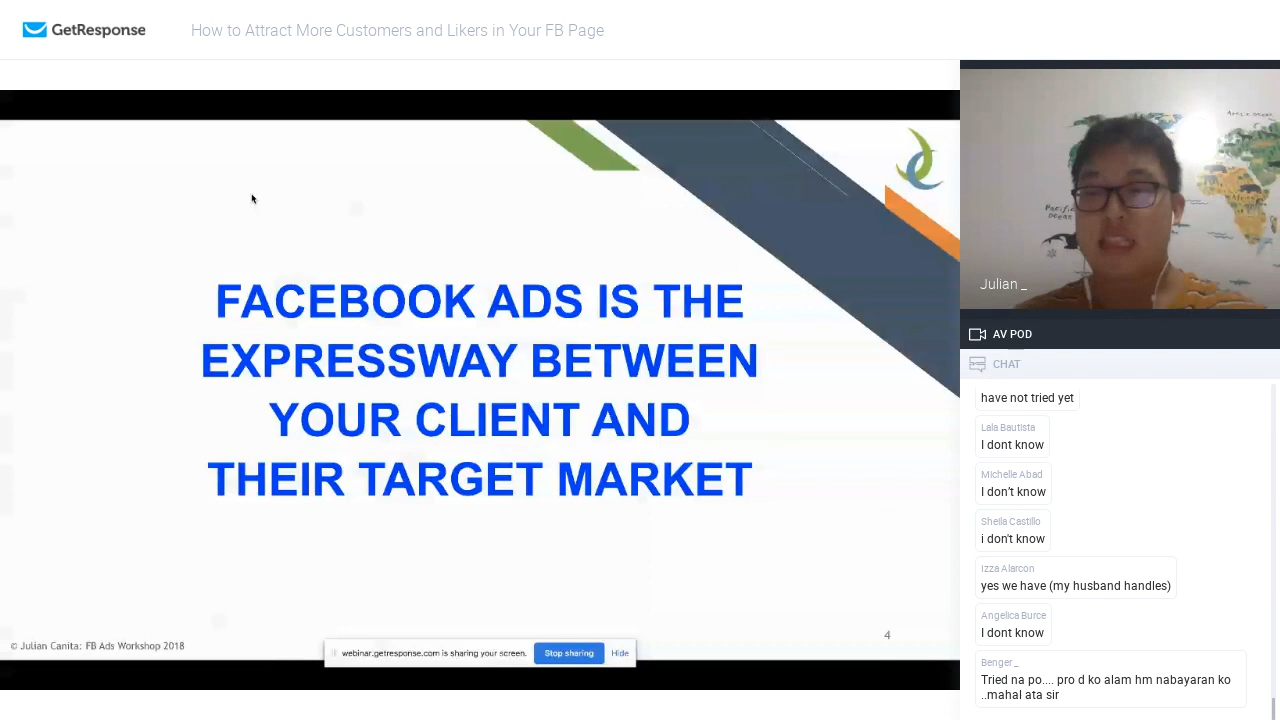 GetResponse
How to Attract More Customers and Likers in Your FB Page
FACEBOOK ADS IS THE
EXPRESSWAY BETWEEN
YOUR CLIENT AND
THEIR TARGET MARKET
© Julian Canita: FB Ads Workshop 2018
4
webinar.getresponse.com is sharing your screen.
Stop sharing
Hide
Pacific
Ocean
Julian _
AV POD
CHAT
have not tried yet
Lala Bautista
I dont know
Michelle Abad
I don't know
Sheila Castillo
i don't know
Izza Alarcon
yes we have (my husband handles)
Angelica Burce
I dont know
Benger _
Tried na po.... pro d ko alam hm nabayaran ko
..mahal ata sir